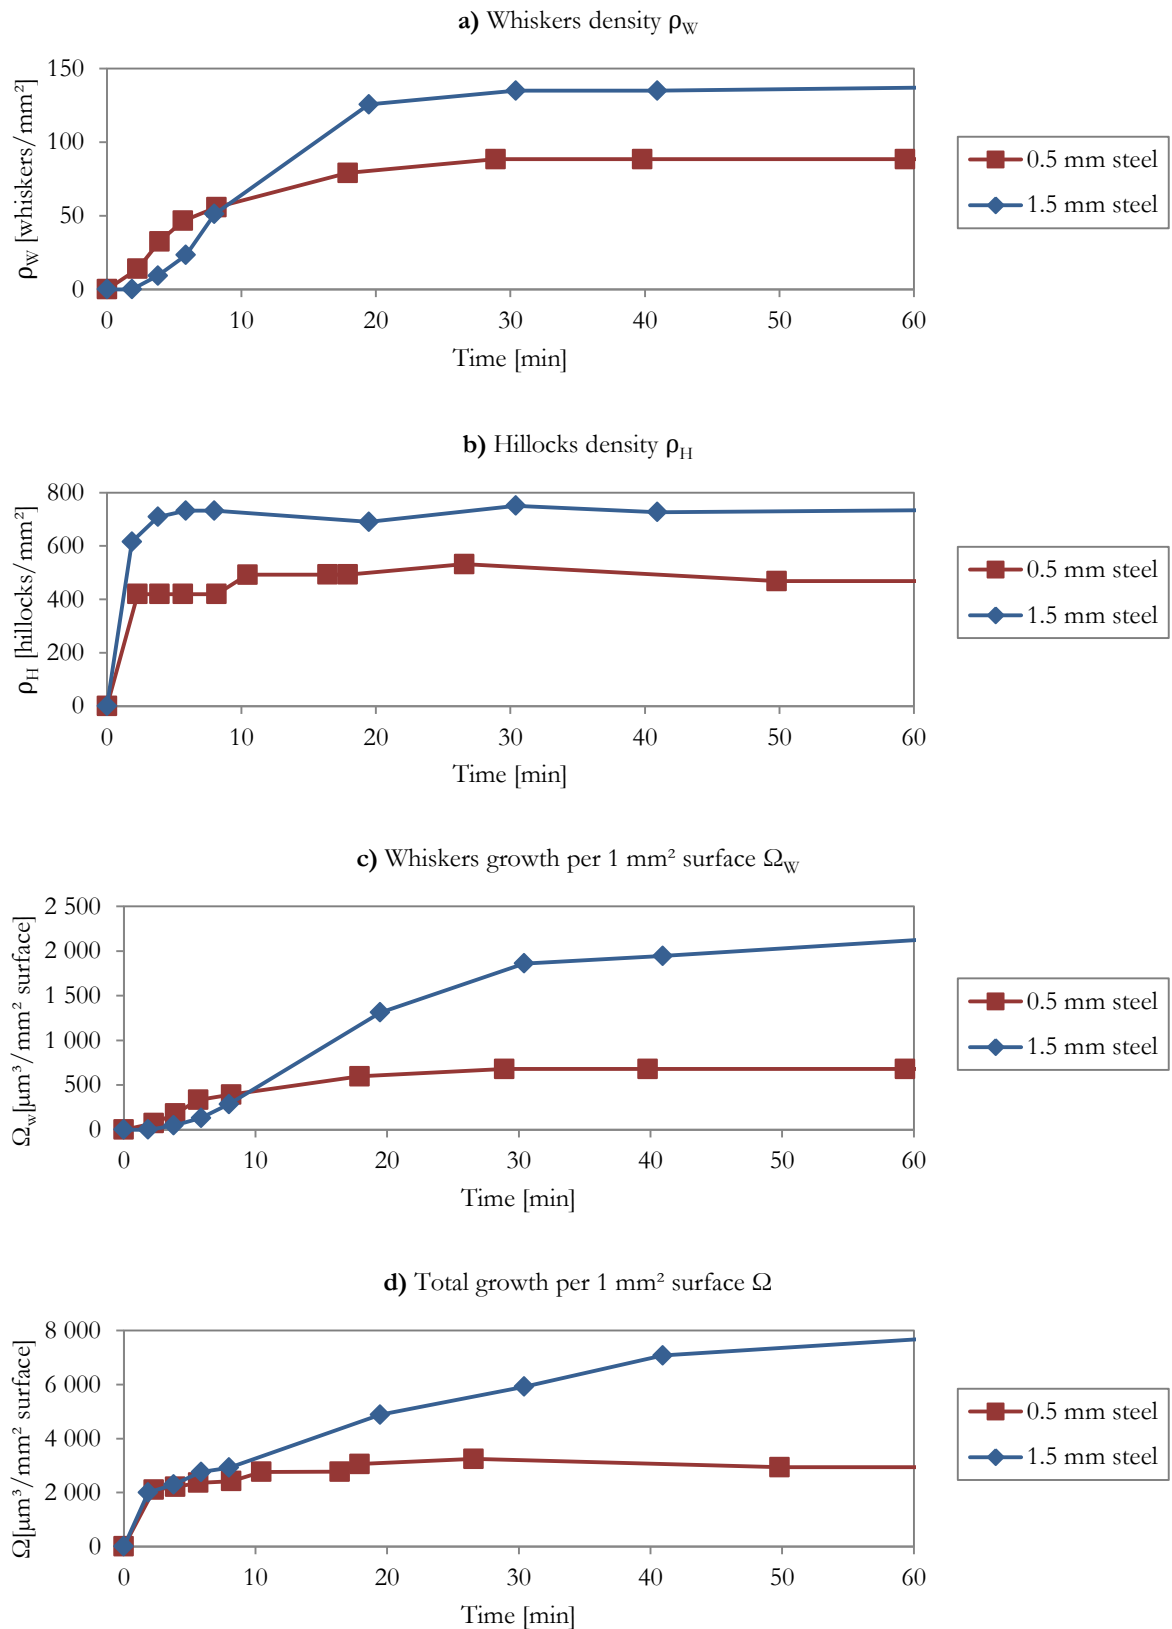 a) Whiskers density ρW
ρW [whiskers/mm²]
150
100
50
0
0 10 20 30 40 50 60
Time [min]
0.5 mm steel
1.5 mm steel
b) Hillocks density ρH
ρH [hillocks/mm²]
800
600
400
200
0
0 10 20 30 40 50 60
Time [min]
0.5 mm steel
1.5 mm steel
c) Whiskers growth per 1 mm² surface ΩW
Ωw[µm³/mm² surface]
2 500
2 000
1 500
1 000
500
0
0 10 20 30 40 50 60
Time [min]
0.5 mm steel
1.5 mm steel
d) Total growth per 1 mm² surface Ω
Ω[µm³/mm² surface]
8 000
6 000
4 000
2 000
0
0 10 20 30 40 50 60
Time [min]
0.5 mm steel
1.5 mm steel